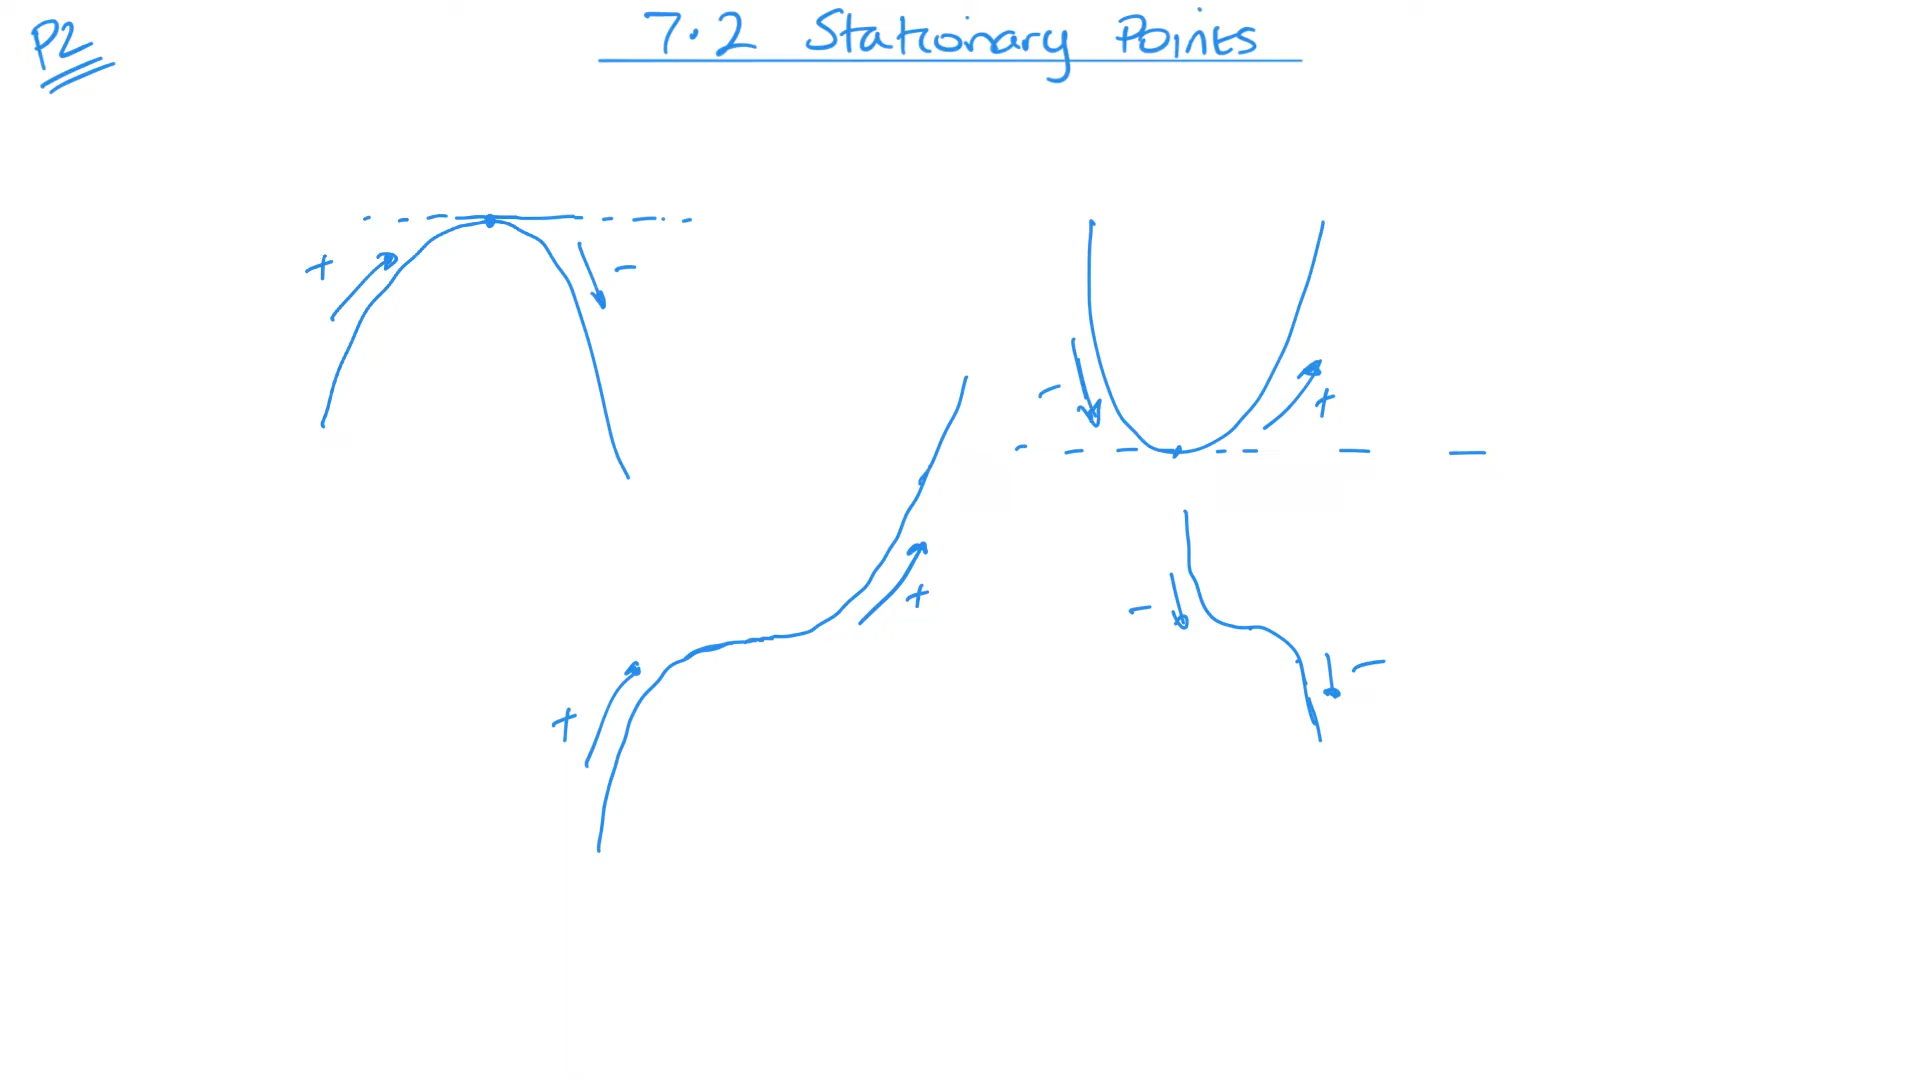 P2
7.2 Stationary Points
+ -
- +
+ +
- -